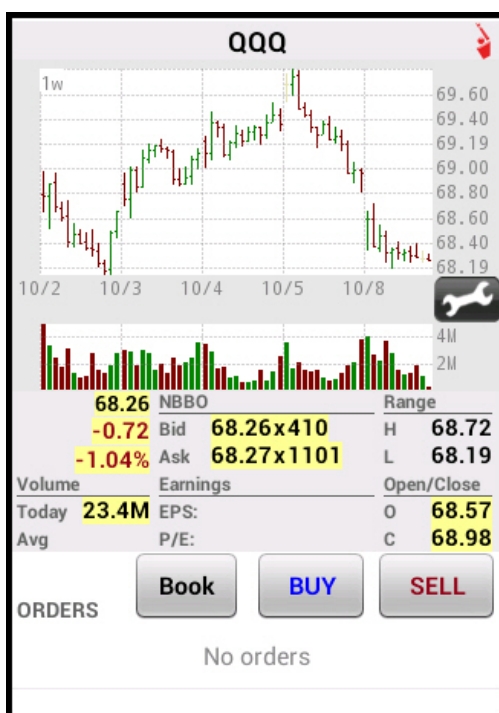 QQQ
1w
69.60
69.40
69.19
69.00
68.80
68.60
68.40
68.19
10/2 10/3 10/4 10/5 10/8
4M
2M
68.26 NBBO Range
-0.72 Bid 68.26x410 H 68.72
-1.04% Ask 68.27x1101 L 68.19
Volume Earnings Open/Close
Today 23.4M EPS: O 68.57
Avg P/E: C 68.98
ORDERS Book BUY SELL
No orders